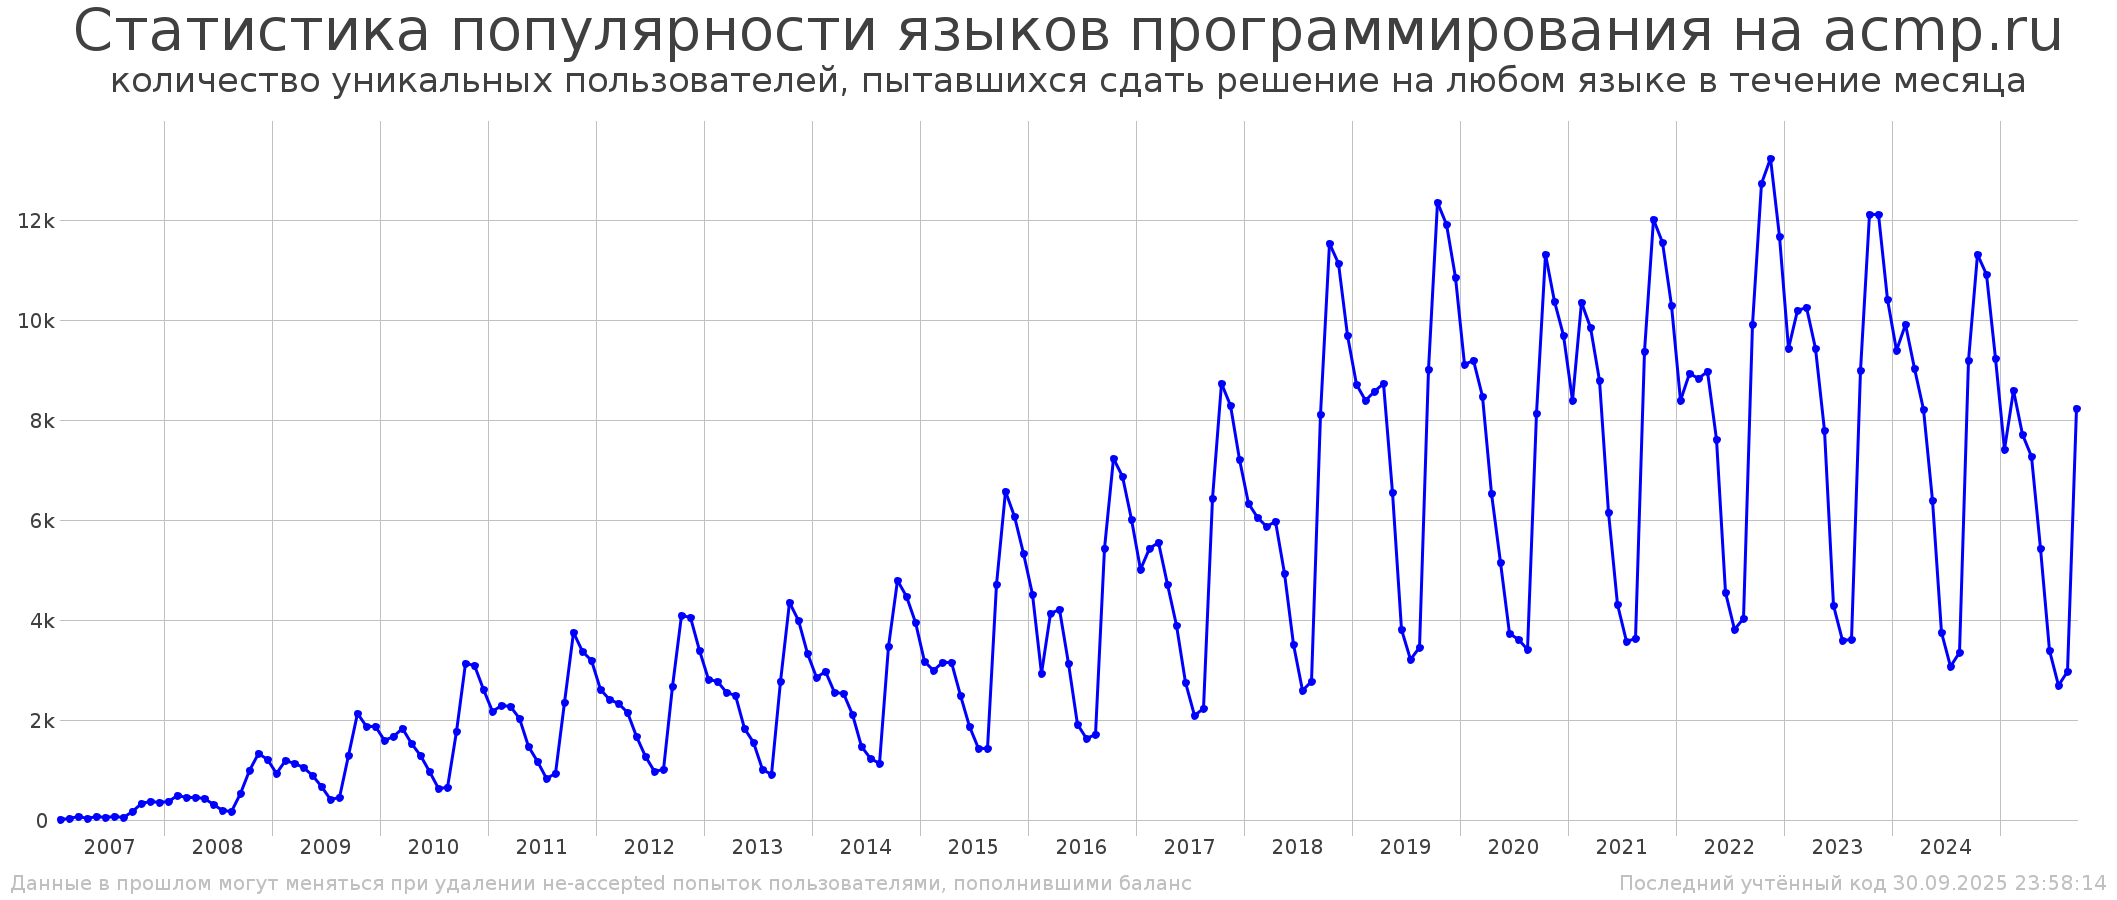 Статистика популярности языков программирования на acmp.ru
количество уникальных пользователей, пытавшихся сдать решение на любом языке в течение месяца
12k
10k
8k
6k
4k
2k
0
2007 2008 2009 2010 2011 2012 2013 2014 2015 2016 2017 2018 2019 2020 2021 2022 2023 2024
Данные в прошлом могут меняться при удалении не-accepted попыток пользователями, пополнившими баланс
Последний учтённый код 30.09.2025 23:58:14